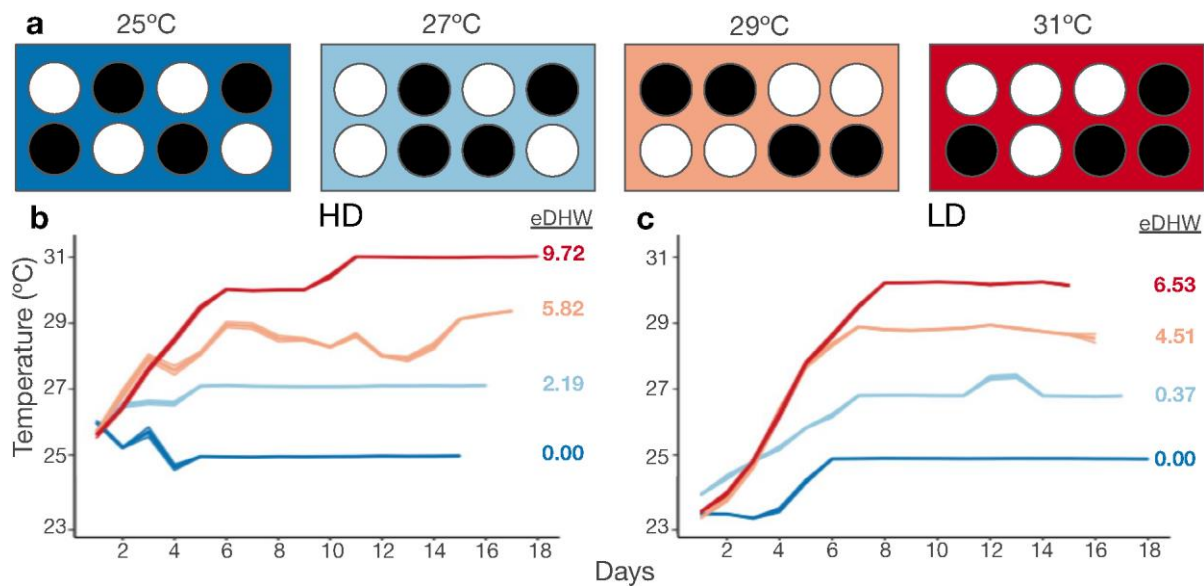 a 25ºC 27ºC 29ºC 31ºC
b HD eDHW c LD eDHW
Temperature (ºC)
31 9.72
29 5.82
27 2.19
25 0.00
23
2 4 6 8 10 12 14 16 18
31 6.53
29 4.51
27 0.37
25 0.00
23
2 4 6 8 10 12 14 16 18
Days